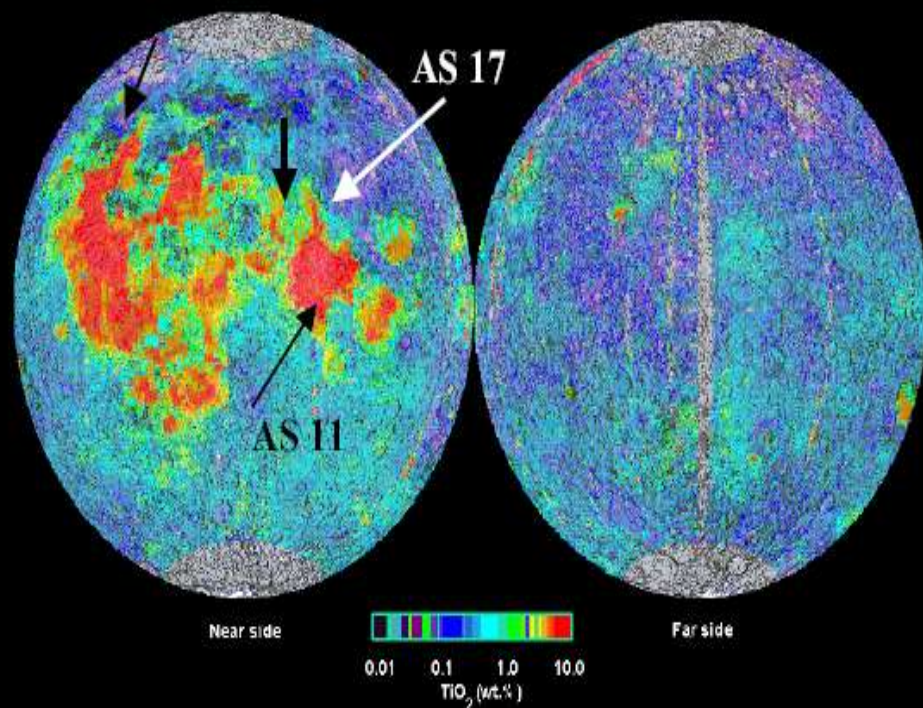 AS 17
AS 11
Near side
Far side
0.01 0.1 1.0 10.0
TiO2 (wt.%)